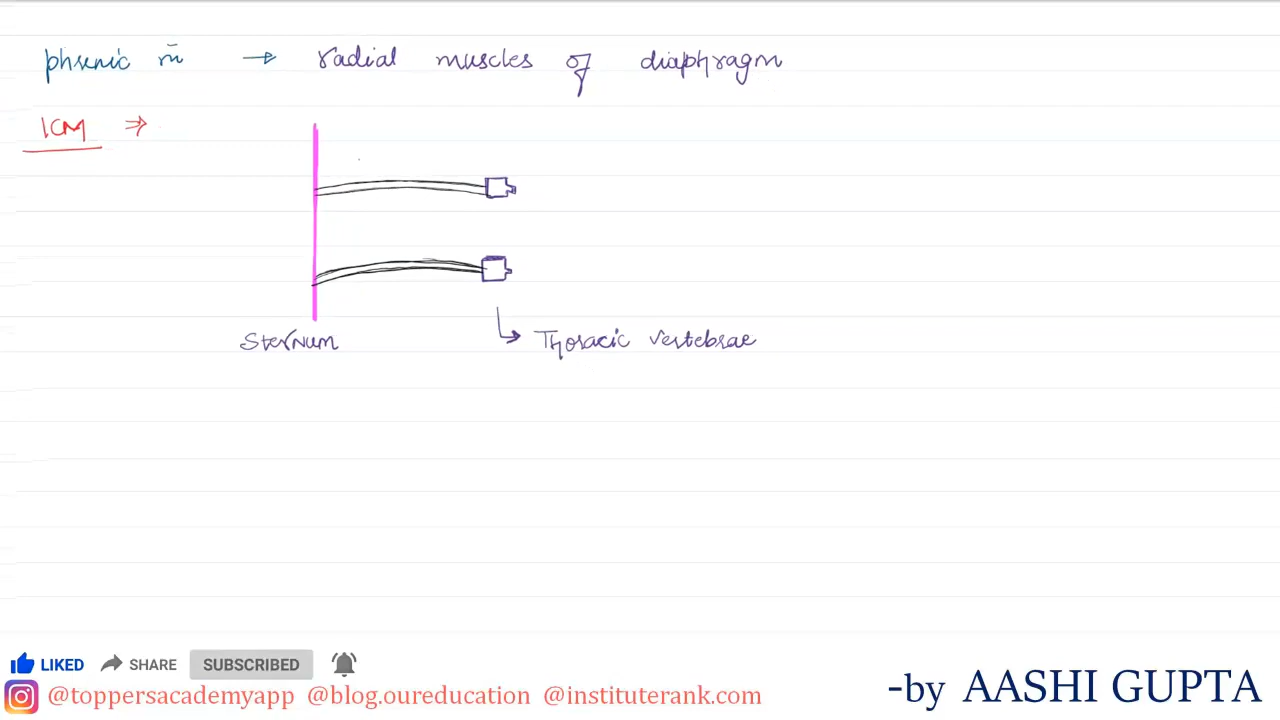 phrenic m̄ → radial muscles of diaphragm
ICM ⇒
Sternum
Thoracic vertebrae
LIKED SHARE SUBSCRIBED
@toppersacademyapp @blog.oureducation @instituterank.com
-by AASHI GUPTA